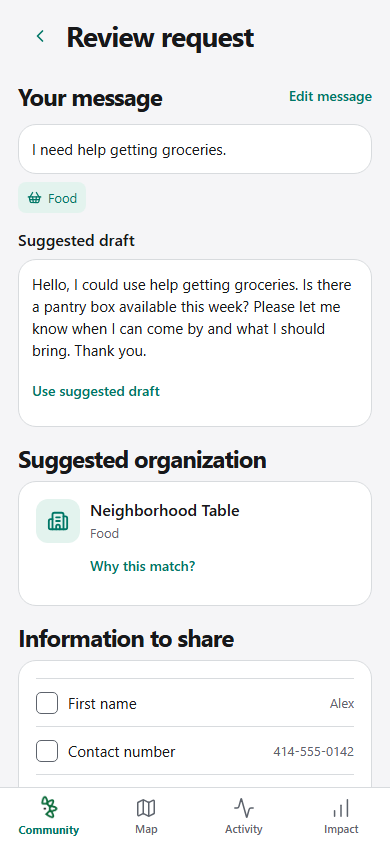 Review request
Your message
Edit message
I need help getting groceries.
Food
Suggested draft
Hello, I could use help getting groceries. Is there
a pantry box available this week? Please let me
know when I can come by and what I should
bring. Thank you.
Use suggested draft
Suggested organization
Neighborhood Table
Food
Why this match?
Information to share
First name
Alex
Contact number
414-555-0142
Community
Map
Activity
Impact